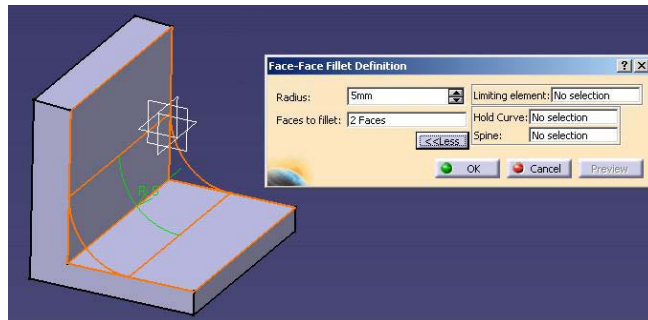 Face-Face Fillet Definition
Radius: 5mm
Limiting element: No selection
Faces to fillet: 2 Faces
Hold Curve: No selection
<<Less
Spine: No selection
OK Cancel Preview
R 5